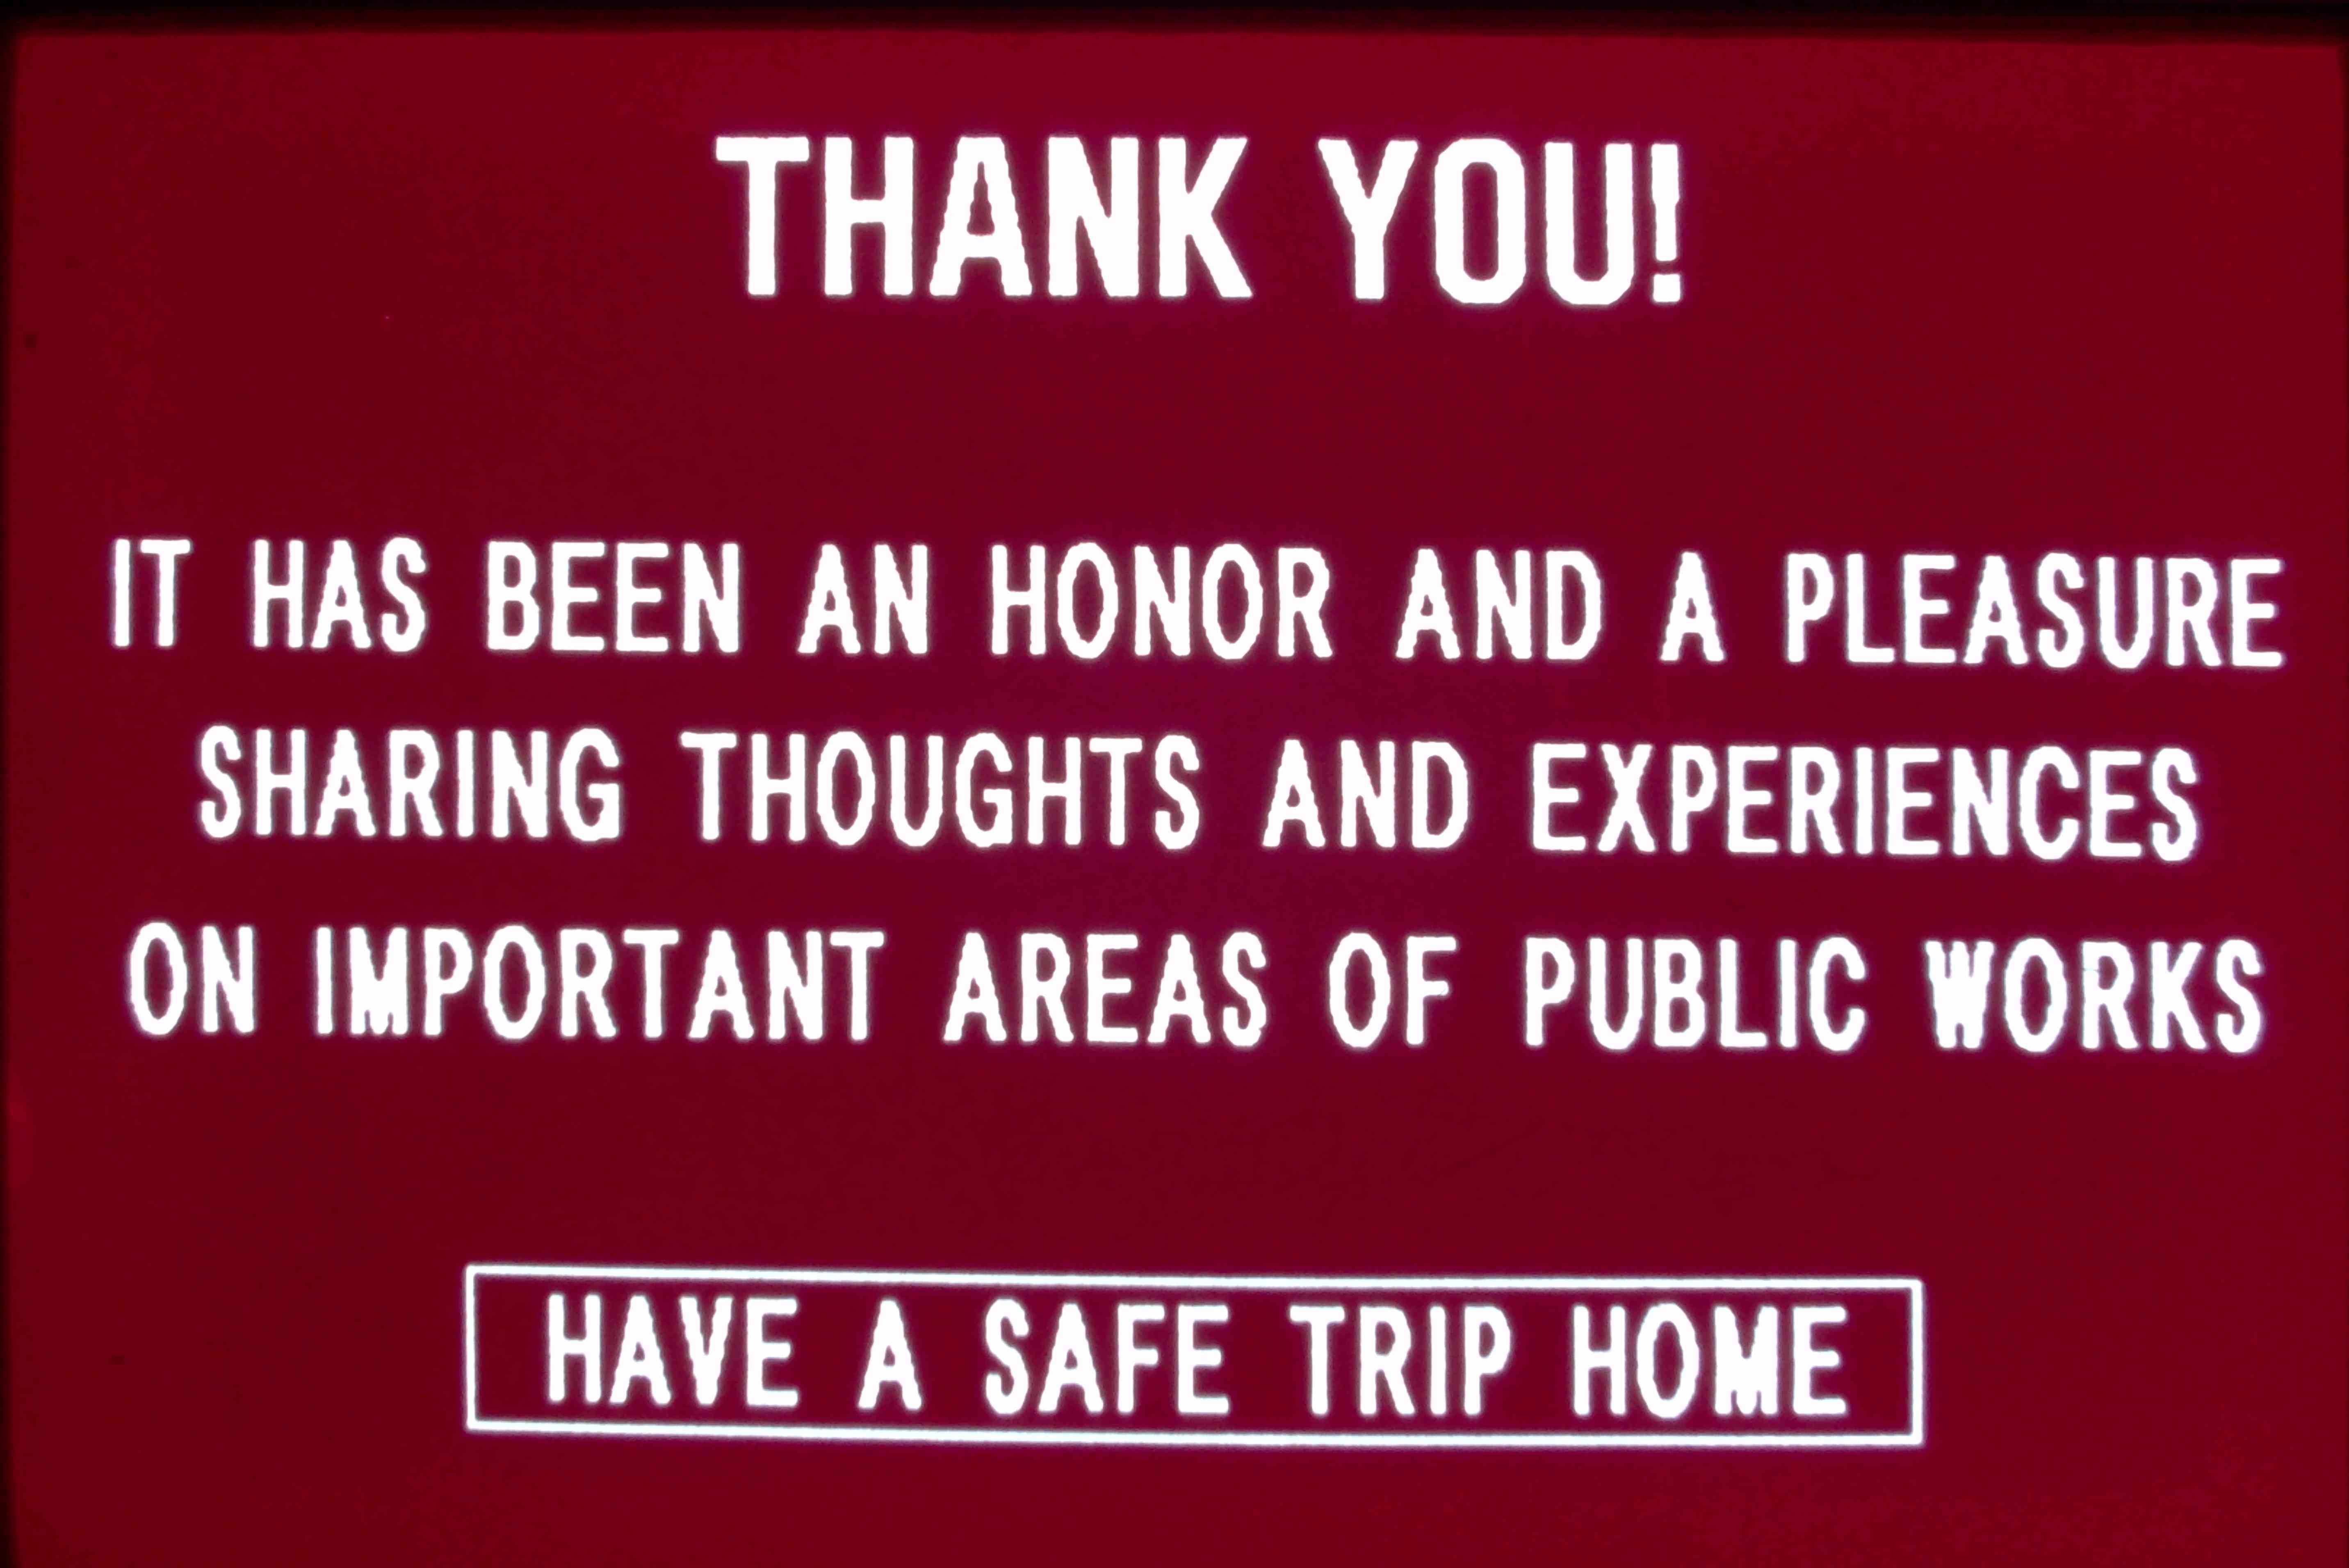 THANK YOU!
IT HAS BEEN AN HONOR AND A PLEASURE
SHARING THOUGHTS AND EXPERIENCES
ON IMPORTANT AREAS OF PUBLIC WORKS
HAVE A SAFE TRIP HOME